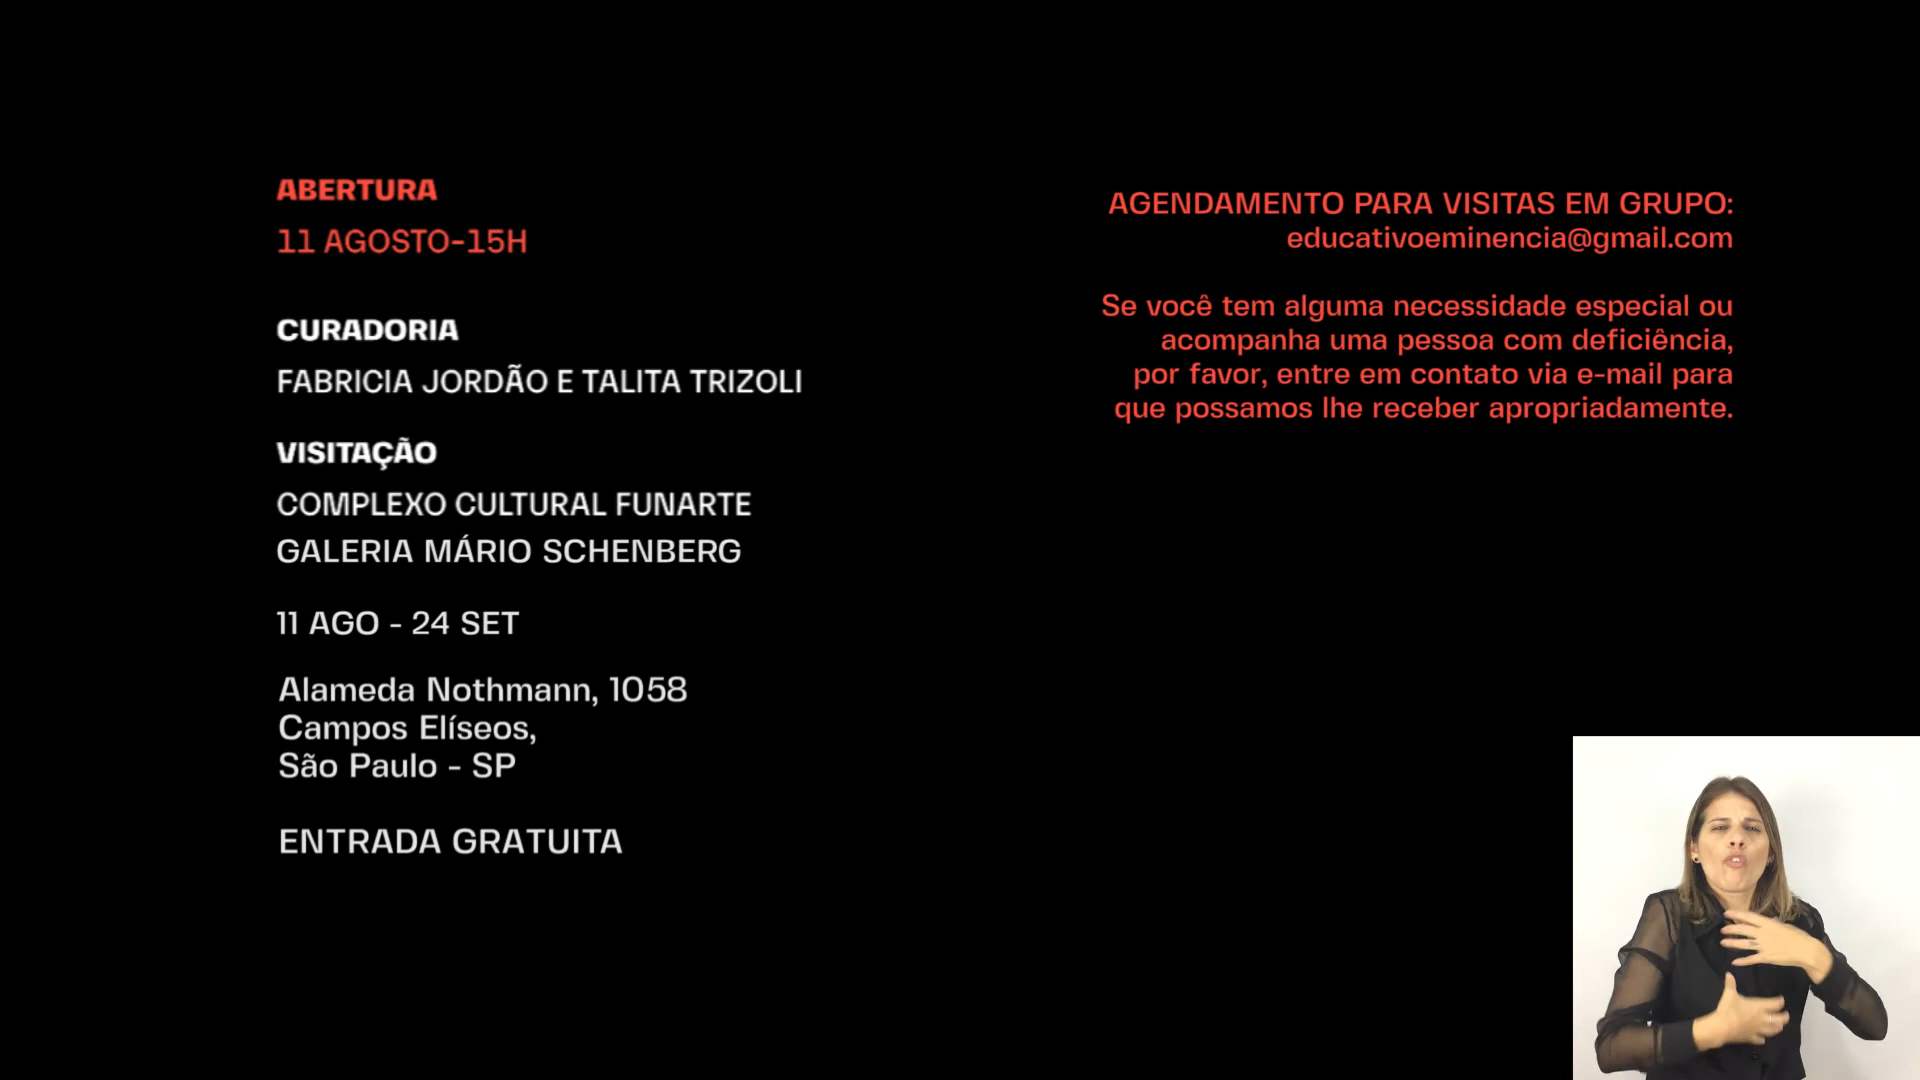 ABERTURA
11 AGOSTO-15H
CURADORIA
FABRICIA JORDÃO E TALITA TRIZOLI
VISITAÇÃO
COMPLEXO CULTURAL FUNARTE
GALERIA MÁRIO SCHENBERG
11 AGO - 24 SET
Alameda Nothmann, 1058
Campos Elíseos,
São Paulo - SP
ENTRADA GRATUITA
AGENDAMENTO PARA VISITAS EM GRUPO:
educativoeminencia@gmail.com
Se você tem alguma necessidade especial ou
acompanha uma pessoa com deficiência,
por favor, entre em contato via e-mail para
que possamos lhe receber apropriadamente.